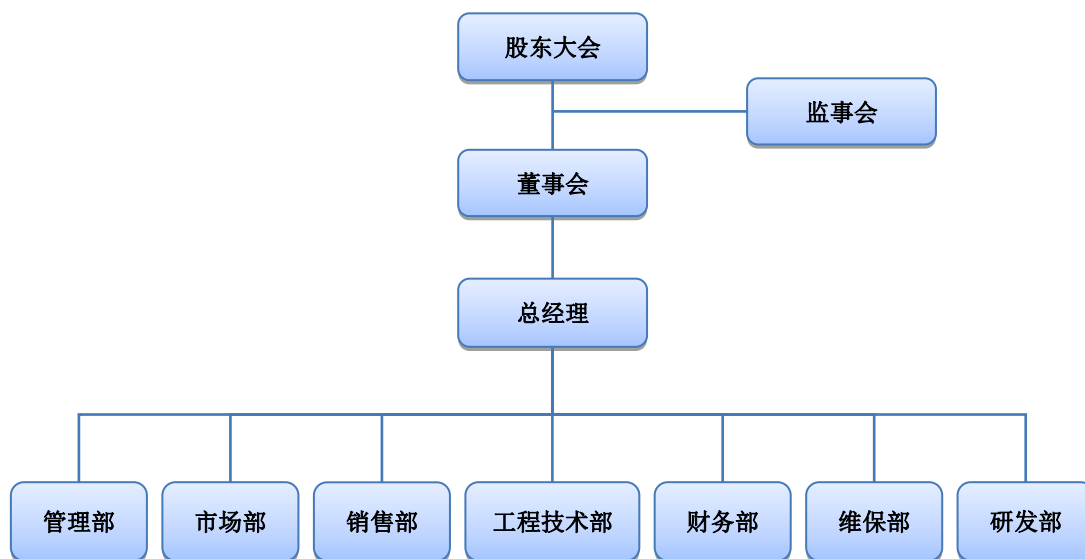 股东大会
监事会
董事会
总经理
管理部
市场部
销售部
工程技术部
财务部
维保部
研发部